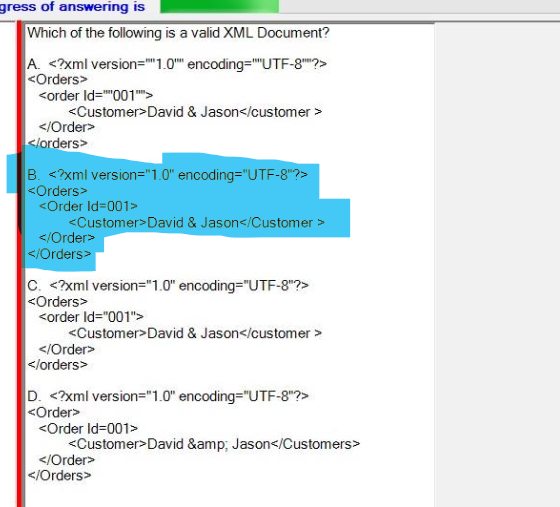 gress of answering is
Which of the following is a valid XML Document?
A. <?xml version=""1.0"" encoding=""UTF-8""?>
<Orders>
<order Id=""001"">
<Customer>David & Jason</customer >
</Order>
</orders>
B. <?xml version="1.0" encoding="UTF-8"?>
<Orders>
<Order Id=001>
<Customer>David & Jason</Customer >
</Order>
</Orders>
C. <?xml version="1.0" encoding="UTF-8"?>
<Orders>
<order Id="001">
<Customer>David & Jason</customer >
</Order>
</orders>
D. <?xml version="1.0" encoding="UTF-8"?>
<Order>
<Order Id=001>
<Customer>David &amp; Jason</Customers>
</Order>
</Orders>